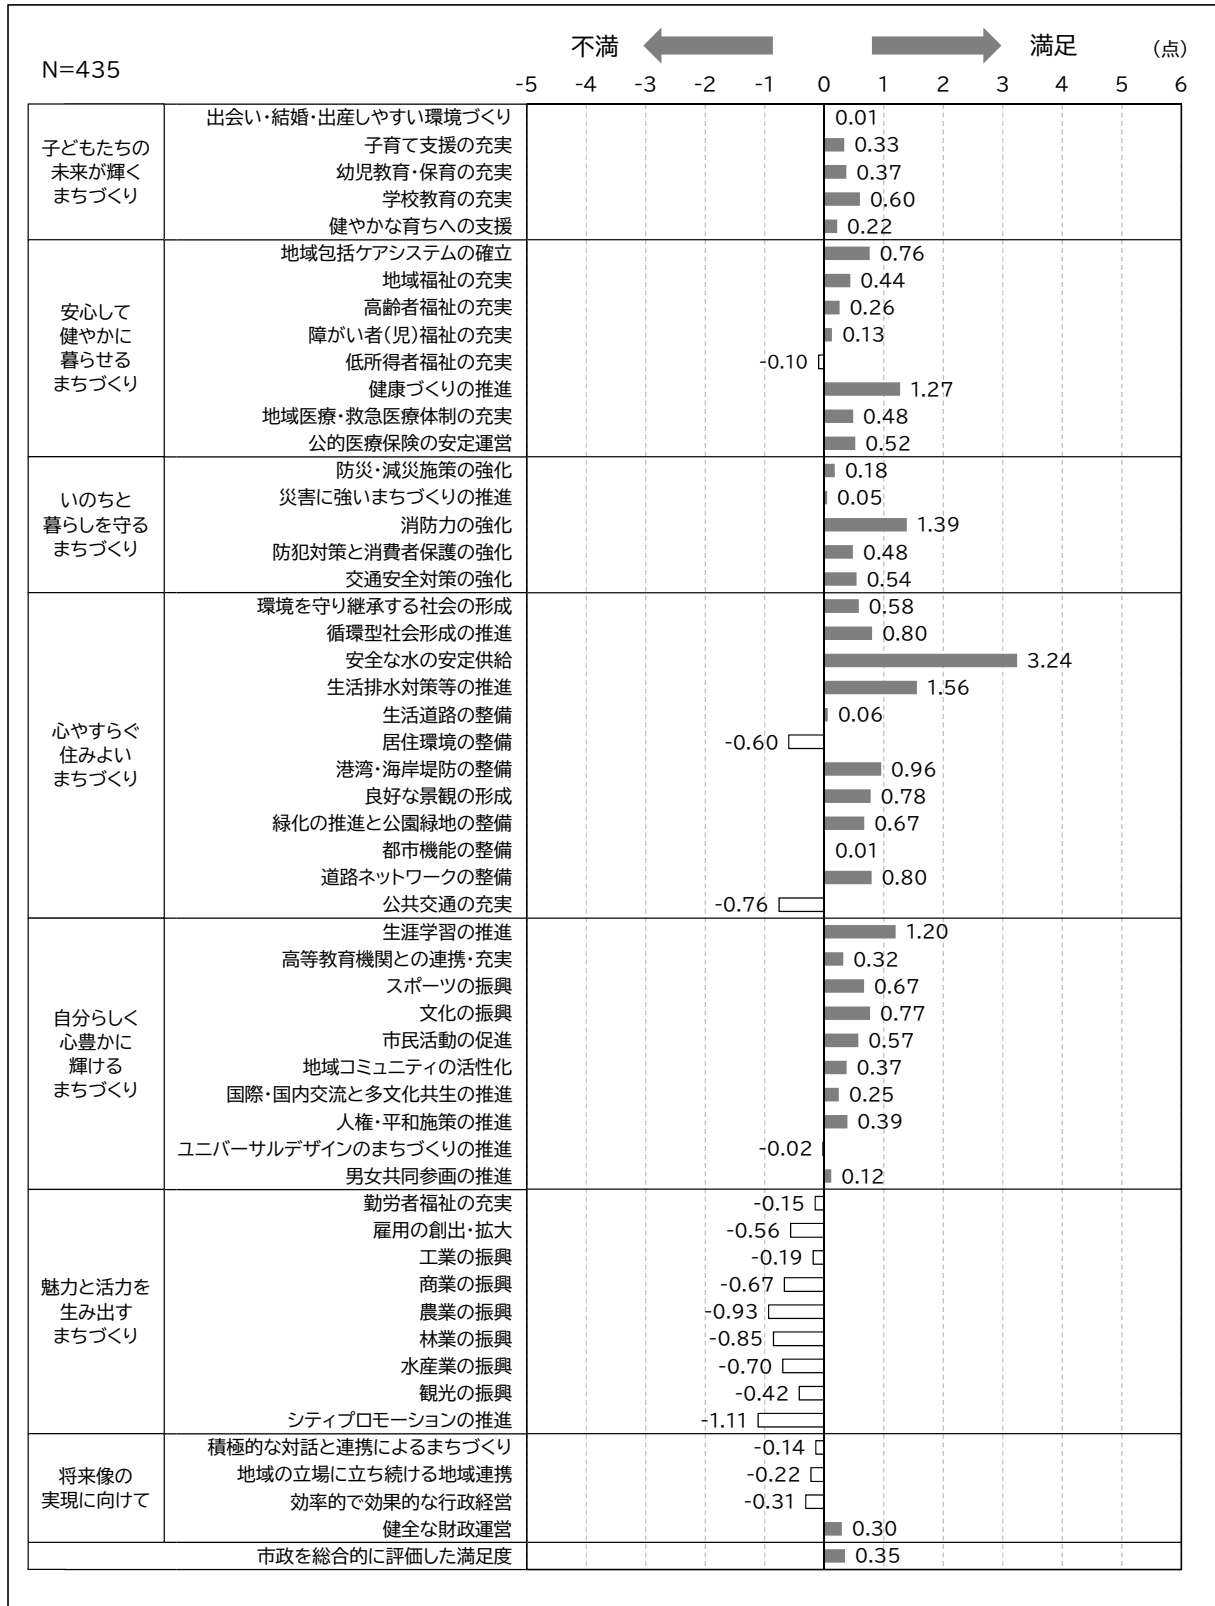 不満
満足
(点)
N=435
-5 -4 -3 -2 -1 0 1 2 3 4 5 6
子どもたちの
未来が輝く
まちづくり
出会い・結婚・出産しやすい環境づくり 0.01
子育て支援の充実 0.33
幼児教育・保育の充実 0.37
学校教育の充実 0.60
健やかな育ちへの支援 0.22
安心して
健やかに
暮らせる
まちづくり
地域包括ケアシステムの確立 0.76
地域福祉の充実 0.44
高齢者福祉の充実 0.26
障がい者(児)福祉の充実 0.13
低所得者福祉の充実 -0.10
健康づくりの推進 1.27
地域医療・救急医療体制の充実 0.48
公的医療保険の安定運営 0.52
いのちと
暮らしを守る
まちづくり
防災・減災施策の強化 0.18
災害に強いまちづくりの推進 0.05
消防力の強化 1.39
防犯対策と消費者保護の強化 0.48
交通安全対策の強化 0.54
心やすらぐ
住みよい
まちづくり
環境を守り継承する社会の形成 0.58
循環型社会形成の推進 0.80
安全な水の安定供給 3.24
生活排水対策等の推進 1.56
生活道路の整備 0.06
居住環境の整備 -0.60
港湾・海岸堤防の整備 0.96
良好な景観の形成 0.78
緑化の推進と公園緑地の整備 0.67
都市機能の整備 0.01
道路ネットワークの整備 0.80
公共交通の充実 -0.76
自分らしく
心豊かに
輝ける
まちづくり
生涯学習の推進 1.20
高等教育機関との連携・充実 0.32
スポーツの振興 0.67
文化の振興 0.77
市民活動の促進 0.57
地域コミュニティの活性化 0.37
国際・国内交流と多文化共生の推進 0.25
人権・平和施策の推進 0.39
ユニバーサルデザインのまちづくりの推進 -0.02
男女共同参画の推進 0.12
魅力と活力を
生み出す
まちづくり
勤労者福祉の充実 -0.15
雇用の創出・拡大 -0.56
工業の振興 -0.19
商業の振興 -0.67
農業の振興 -0.93
林業の振興 -0.85
水産業の振興 -0.70
観光の振興 -0.42
シティプロモーションの推進 -1.11
将来像の
実現に向けて
積極的な対話と連携によるまちづくり -0.14
地域の立場に立ち続ける地域連携 -0.22
効率的で効果的な行政経営 -0.31
健全な財政運営 0.30
市政を総合的に評価した満足度 0.35